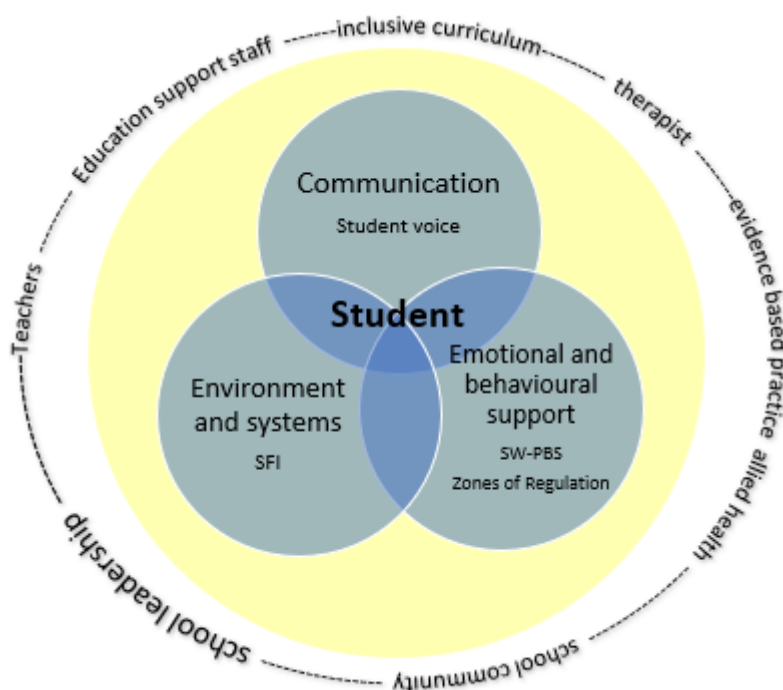 inclusive curriculum
therapist
evidence based practice
allied health
school community
school leadership
Teachers
Education support staff
Communication
Student voice
Student
Environment
and systems
SFI
Emotional and
behavioural
support
SW-PBS
Zones of Regulation